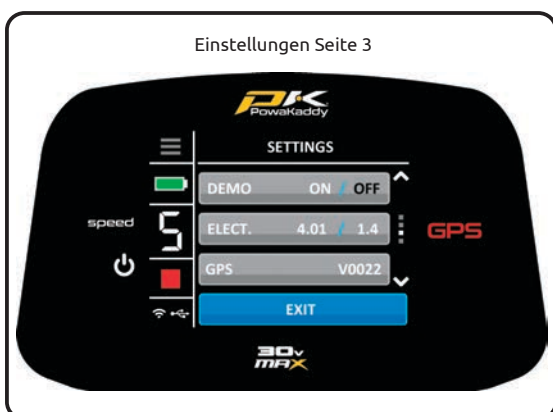 Einstellungen Seite 3
PK
PowaKaddy
SETTINGS
DEMO ON / OFF
speed 5
ELECT. 4.01 / 1.4
GPS
GPS V0022
EXIT
30V
MAX